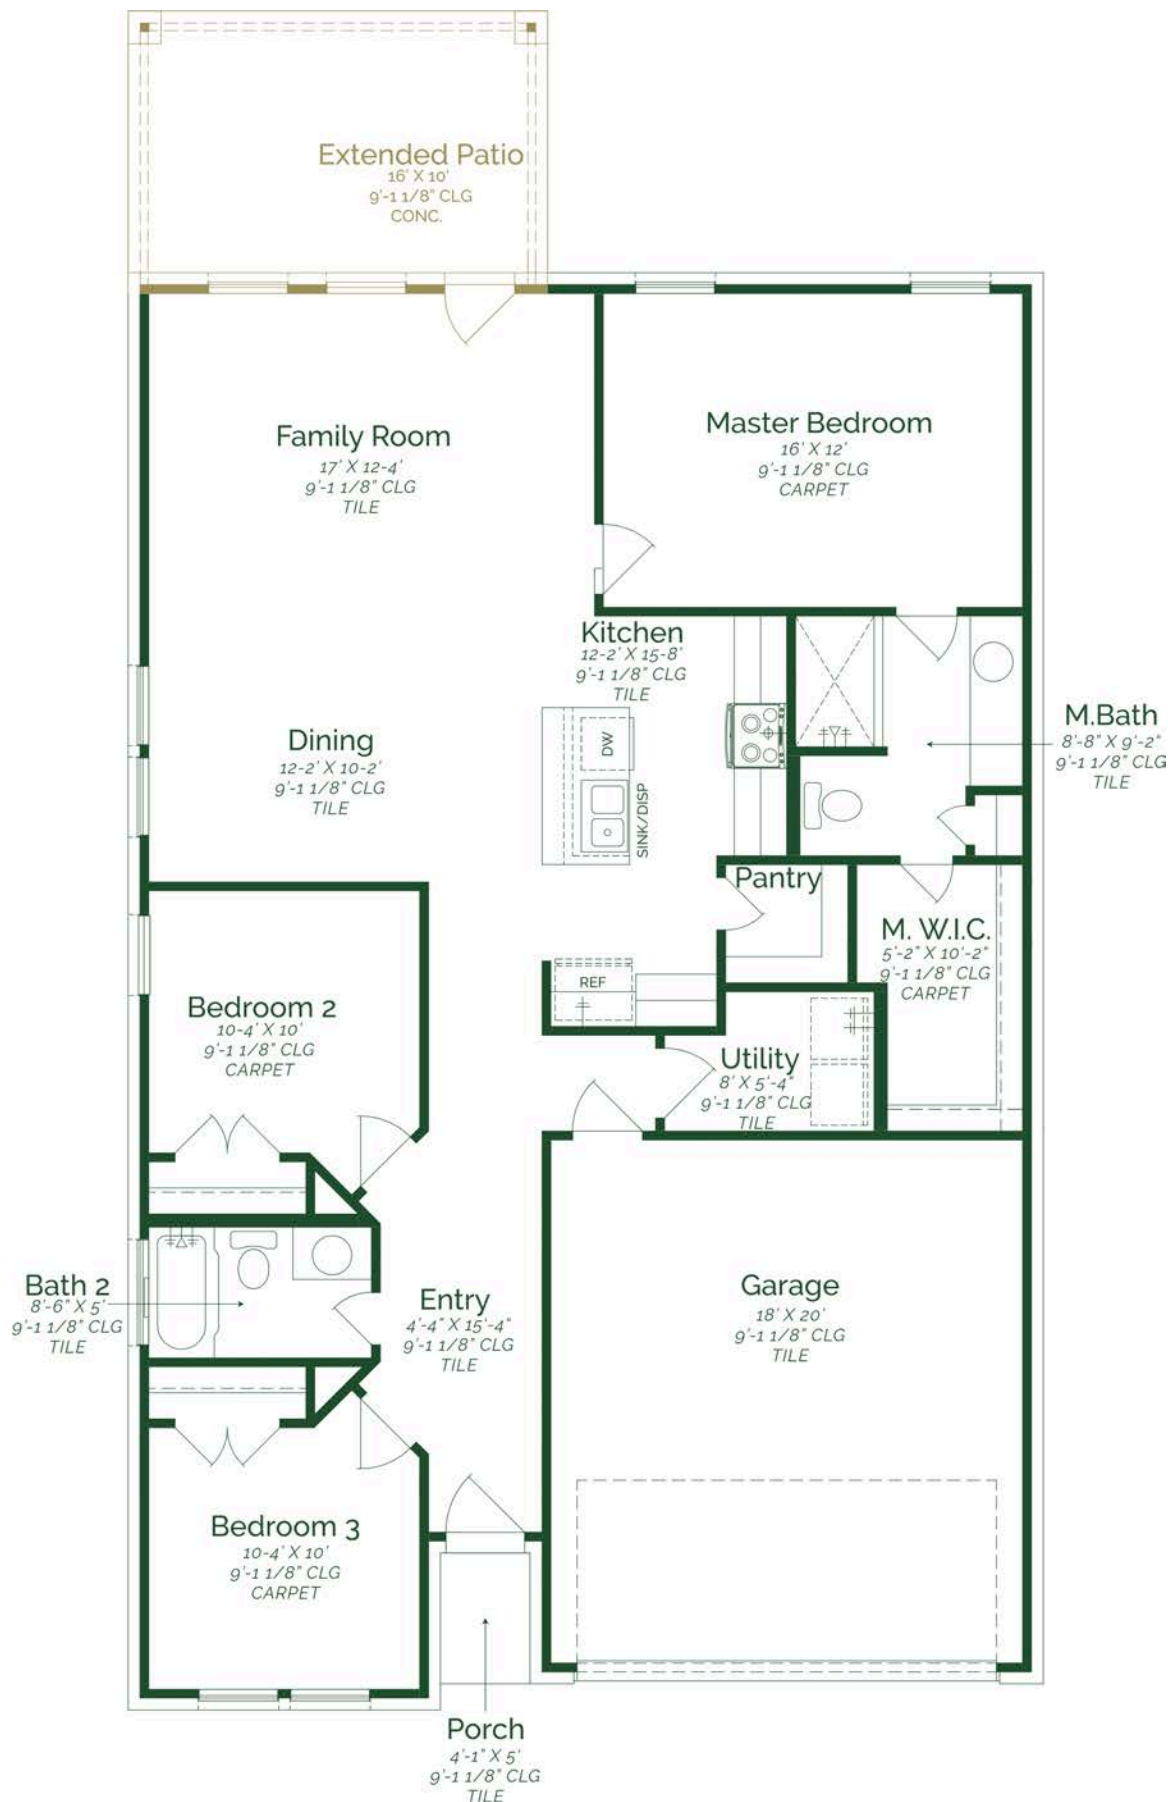 Extended Patio
16' X 10'
9'-1 1/8" CLG
CONC.
Family Room
17' X 12-4'
9'-1 1/8" CLG
TILE
Master Bedroom
16' X 12'
9'-1 1/8" CLG
CARPET
Kitchen
12-2' X 15-8'
9'-1 1/8" CLG
TILE
Dining
12-2' X 10-2'
9'-1 1/8" CLG
TILE
DW
SINK/DISP
M.Bath
8'-8" X 9'-2"
9'-1 1/8" CLG
TILE
Pantry
M. W.I.C.
5'-2" X 10'-2"
9'-1 1/8" CLG
CARPET
REF
Bedroom 2
10-4' X 10'
9'-1 1/8" CLG
CARPET
Utility
8' X 5'-4"
9'-1 1/8" CLG
TILE
Bath 2
8'-6" X 5'
9'-1 1/8" CLG
TILE
Entry
4'-4" X 15'-4"
9'-1 1/8" CLG
TILE
Garage
18' X 20'
9'-1 1/8" CLG
TILE
Bedroom 3
10-4' X 10'
9'-1 1/8" CLG
CARPET
Porch
4'-1" X 5'
9'-1 1/8" CLG
TILE